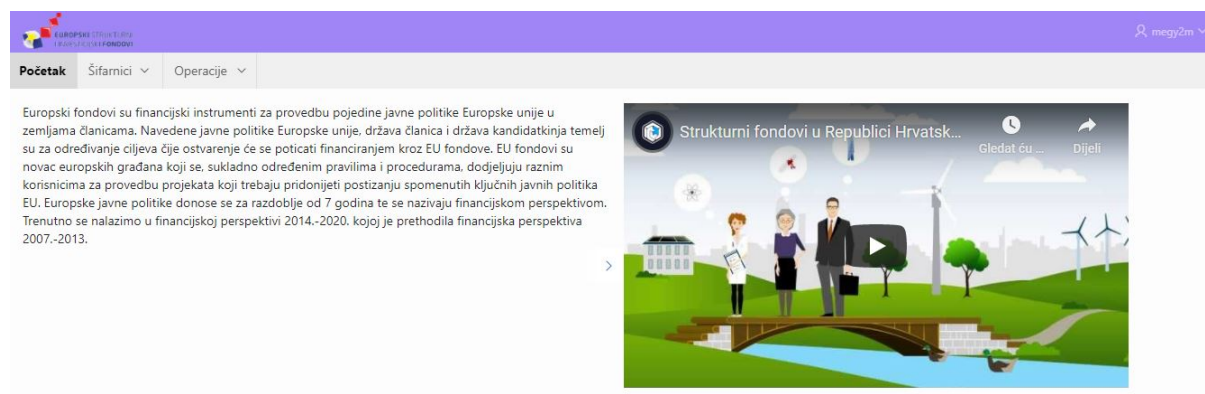 EUROPSKI STRUKTURNI
I INVESTICIJSKI FONDOVI
megy2m
Početak Šifarnici Operacije
Europski fondovi su financijski instrumenti za provedbu pojedine javne politike Europske unije u
zemljama članicama. Navedene javne politike Europske unije, država članica i država kandidatkinja temelj
su za određivanje ciljeva čije ostvarenje će se poticati financiranjem kroz EU fondove. EU fondovi su
novac europskih građana koji se, sukladno određenim pravilima i procedurama, dodjeljuju raznim
korisnicima za provedbu projekata koji trebaju pridonijeti postizanju spomenutih ključnih javnih politika
EU. Europske javne politike donose se za razdoblje od 7 godina te se nazivaju financijskom perspektivom.
Trenutno se nalazimo u financijskoj perspektivi 2014.-2020. kojoj je prethodila financijska perspektiva
2007.-2013.
Strukturni fondovi u Republici Hrvatsk...
Gledat ću ...
Dijeli